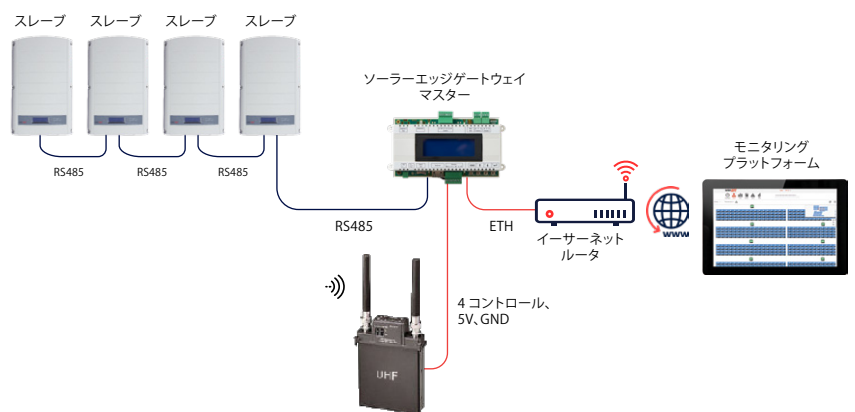 スレーブ
スレーブ
スレーブ
スレーブ
RS485
RS485
RS485
ソーラーエッジゲートウェイ
マスター
RS485
ETH
イーサーネット
ルータ
www
モニタリング
プラットフォーム
4 コントロール、
5V、GND
UHF